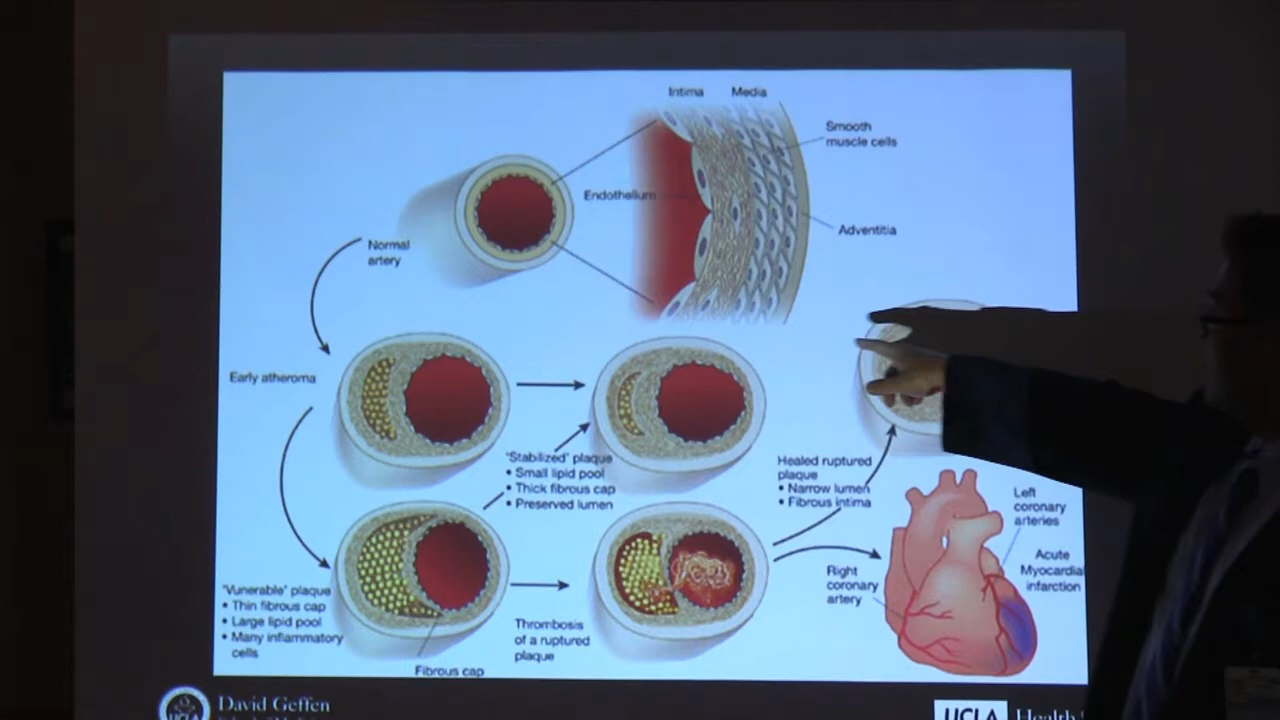 Intima Media
Smooth
muscle cells
Endothelium
Adventitia
Normal
artery
Early atheroma
'Stabilized' plaque
• Small lipid pool
• Thick fibrous cap
• Preserved lumen
Healed ruptured
plaque
• Narrow lumen
• Fibrous intima
Left
coronary
arteries
Acute
Myocardial
infarction
Right
coronary
artery
'Vunerable' plaque
• Thin fibrous cap
• Large lipid pool
• Many inflammatory
cells
Thrombosis
of a ruptured
plaque
Fibrous cap
UCLA
David Geffen
UCLA Health